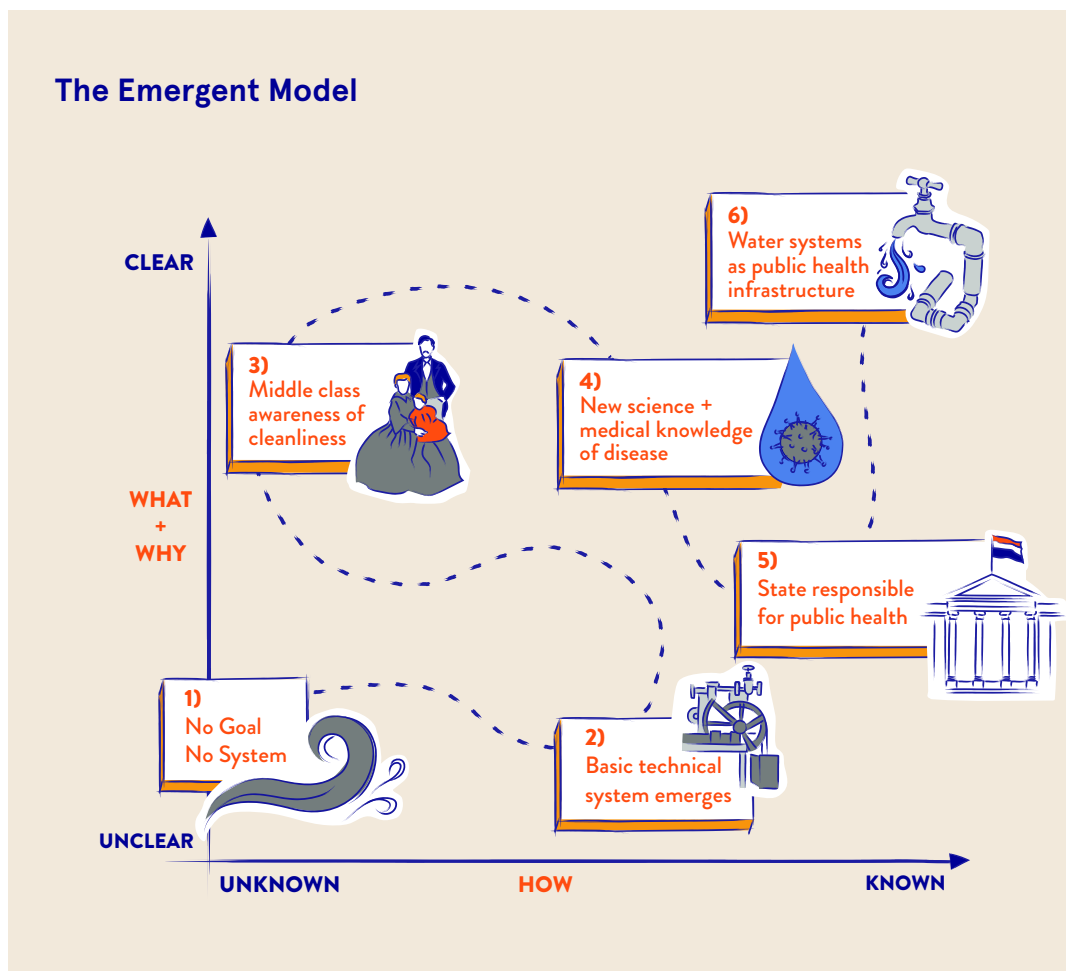 The Emergent Model
CLEAR
WHAT
+
WHY
UNCLEAR
UNKNOWN
HOW
KNOWN
1)
No Goal
No System
2)
Basic technical
system emerges
3)
Middle class
awareness of
cleanliness
4)
New science +
medical knowledge
of disease
5)
State responsible
for public health
6)
Water systems
as public health
infrastructure